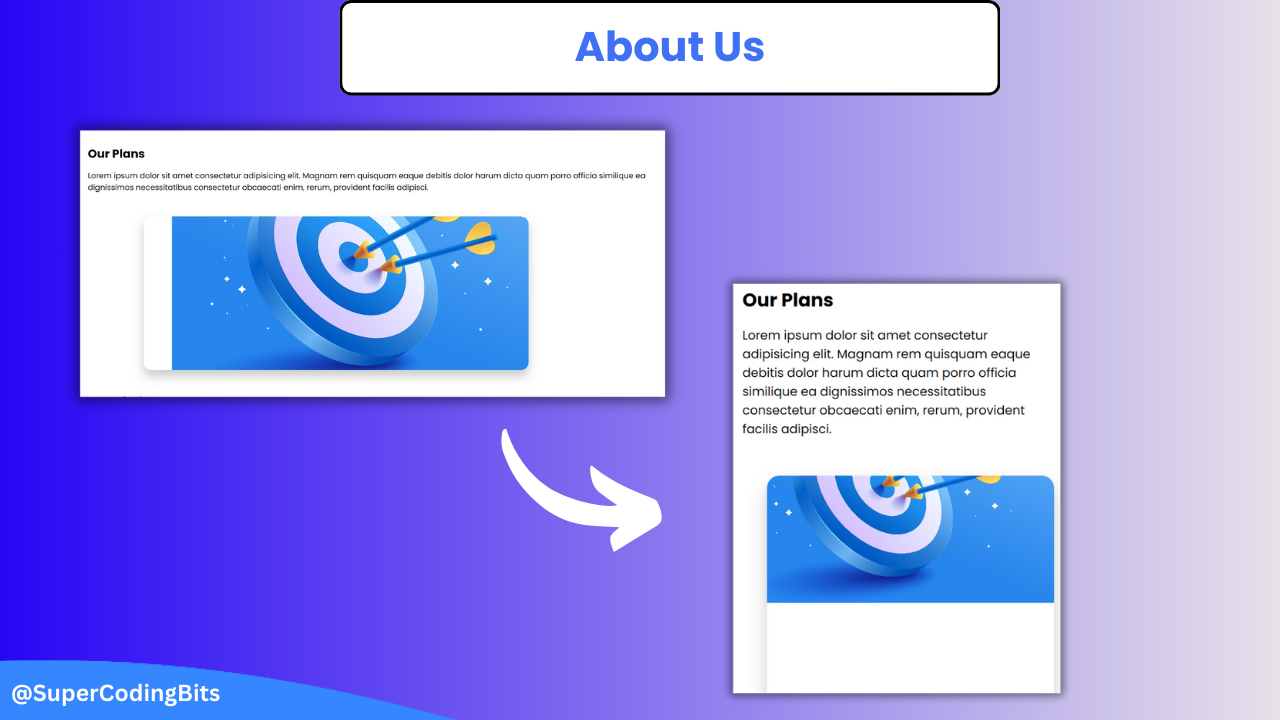 About Us
Our Plans
Lorem ipsum dolor sit amet consectetur adipisicing elit. Magnam rem quisquam eaque debitis dolor harum dicta quam porro officia similique ea
dignissimos necessitatibus consectetur obcaecati enim, rerum, provident facilis adipisci.
Our Plans
Lorem ipsum dolor sit amet consectetur
adipisicing elit. Magnam rem quisquam eaque
debitis dolor harum dicta quam porro officia
similique ea dignissimos necessitatibus
consectetur obcaecati enim, rerum, provident
facilis adipisci.
@SuperCodingBits